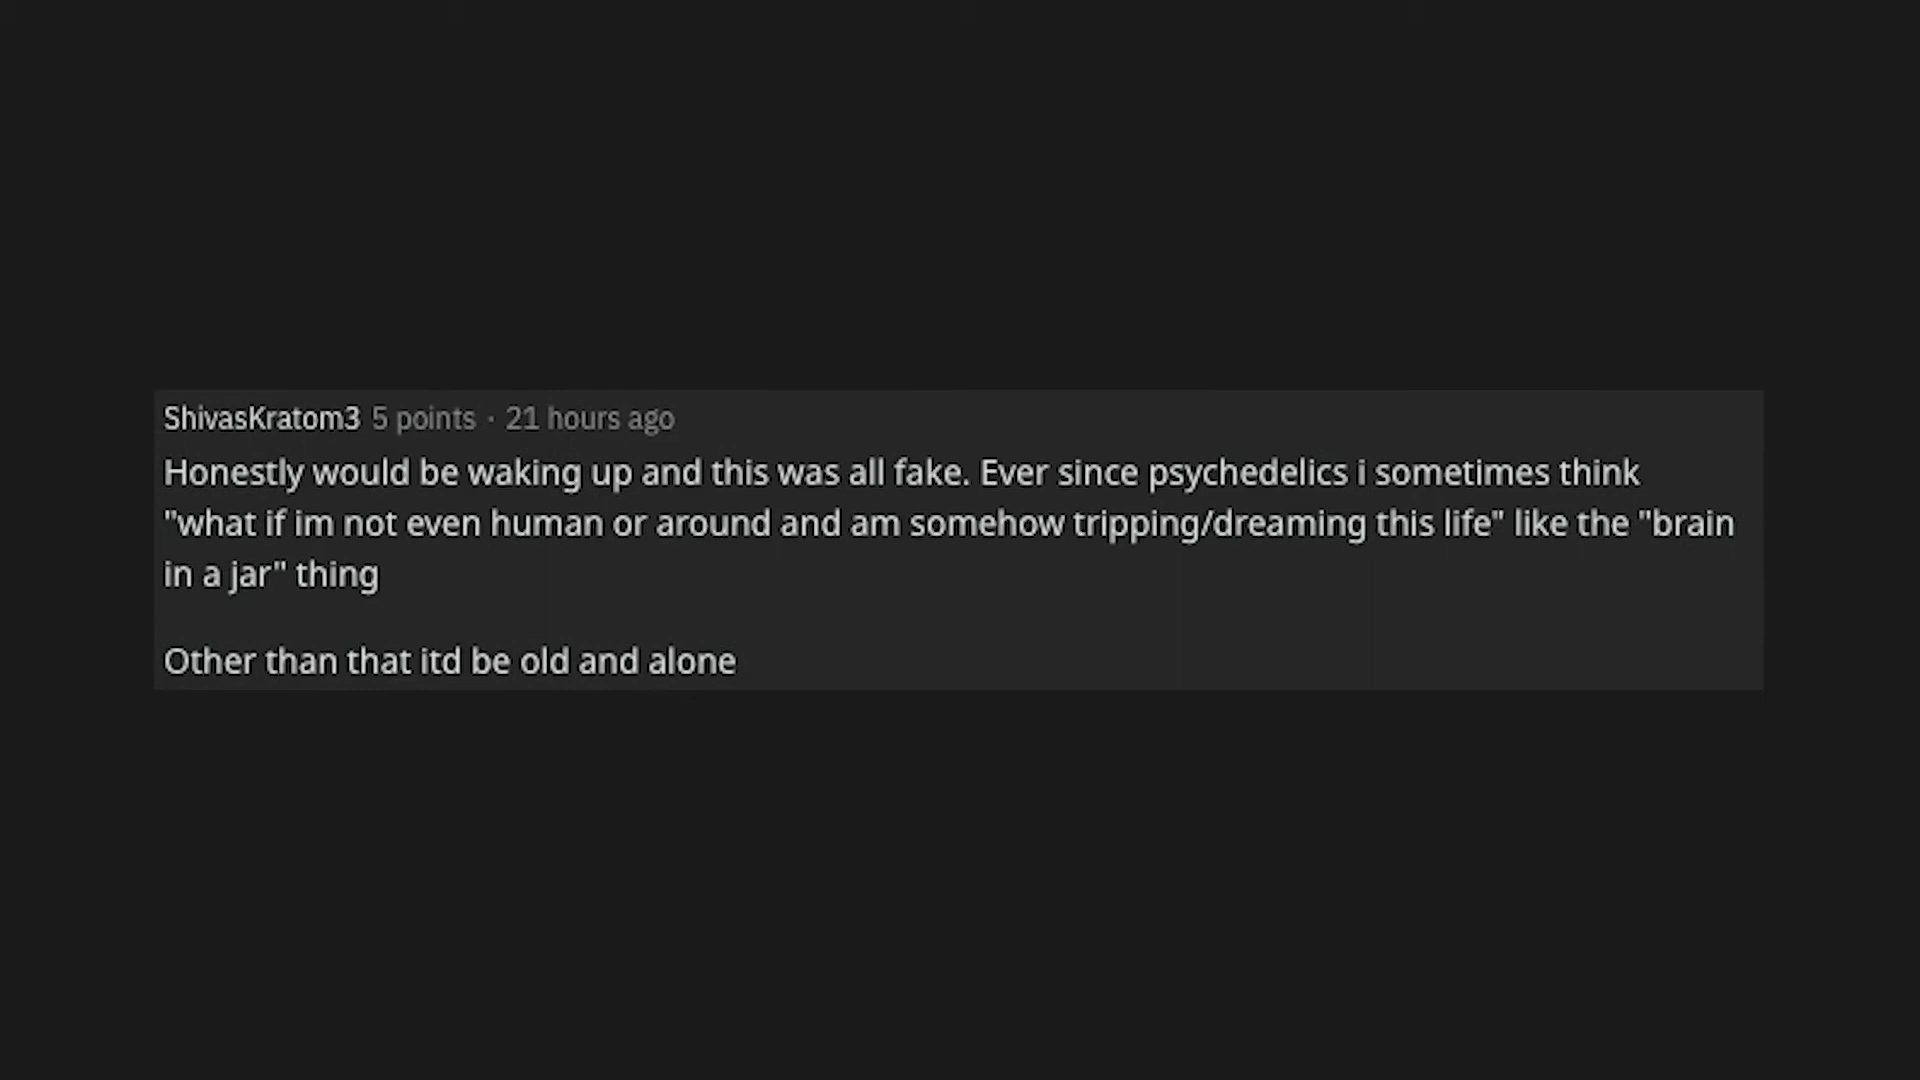 ShivasKratom3 5 points · 21 hours ago
Honestly would be waking up and this was all fake. Ever since psychedelics i sometimes think
"what if im not even human or around and am somehow tripping/dreaming this life" like the "brain
in a jar" thing
Other than that itd be old and alone